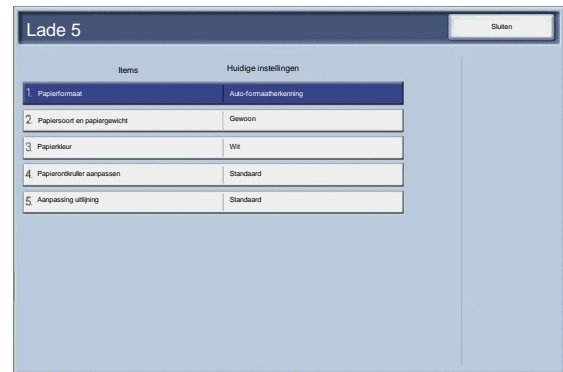 Lade 5
Sluiten
Items Huidige instellingen
1. Papierformaat Auto-formaatherkenning
2. Papiersoort en papiergewicht Gewoon
3. Papierkleur Wit
4. Papierontkruller aanpassen Standaard
5. Aanpassing uitlijning Standaard